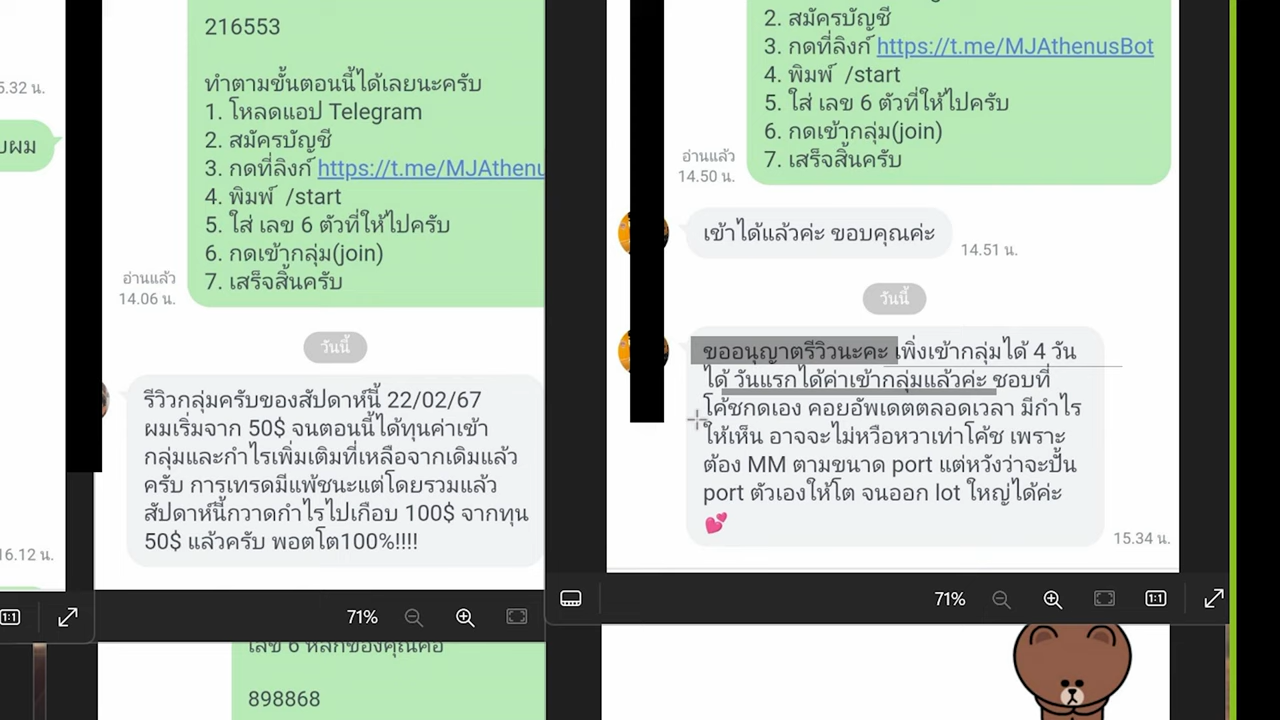 5.32 น.
บผม
16.12 น.
216553
ทำตามขั้นตอนนี้ได้เลยนะครับ
1. โหลดแอป Telegram
2. สมัครบัญชี
3. กดที่ลิงก์ https://t.me/MJAthenu
4. พิมพ์ /start
5. ใส่ เลข 6 ตัวที่ให้ไปครับ
6. กดเข้ากลุ่ม(join)
7. เสร็จสิ้นครับ
อ่านแล้ว
14.06 น.
วันนี้
รีวิวกลุ่มครับของสัปดาห์นี้ 22/02/67
ผมเริ่มจาก 50$ จนตอนนี้ได้ทุนค่าเข้า
กลุ่มและกำไรเพิ่มเติมที่เหลือจากเดิมแล้ว
ครับ การเทรดมีแพ้ชนะแต่โดยรวมแล้ว
สัปดาห์นี้กวาดกำไรไปเกือบ 100$ จากทุน
50$ แล้วครับ พอตโต100%!!!!
71%
เลข 6 หลักของคุณคือ
898868
2. สมัครบัญชี
3. กดที่ลิงก์ https://t.me/MJAthenusBot
4. พิมพ์ /start
5. ใส่ เลข 6 ตัวที่ให้ไปครับ
6. กดเข้ากลุ่ม(join)
7. เสร็จสิ้นครับ
อ่านแล้ว
14.50 น.
เข้าได้แล้วค่ะ ขอบคุณค่ะ
14.51 น.
วันนี้
ขออนุญาตรีวิวนะคะ เพิ่งเข้ากลุ่มได้ 4 วัน
ได้ วันแรกได้ค่าเข้ากลุ่มแล้วค่ะ ชอบที่
โค้ชกดเอง คอยอัพเดตตลอดเวลา มีกำไร
ให้เห็น อาจจะไม่หวือหวาเท่าโค้ช เพราะ
ต้อง MM ตามขนาด port แต่หวังว่าจะปั้น
port ตัวเองให้โต จนออก lot ใหญ่ได้ค่ะ
💕
15.34 น.
71%
1:1
1:1